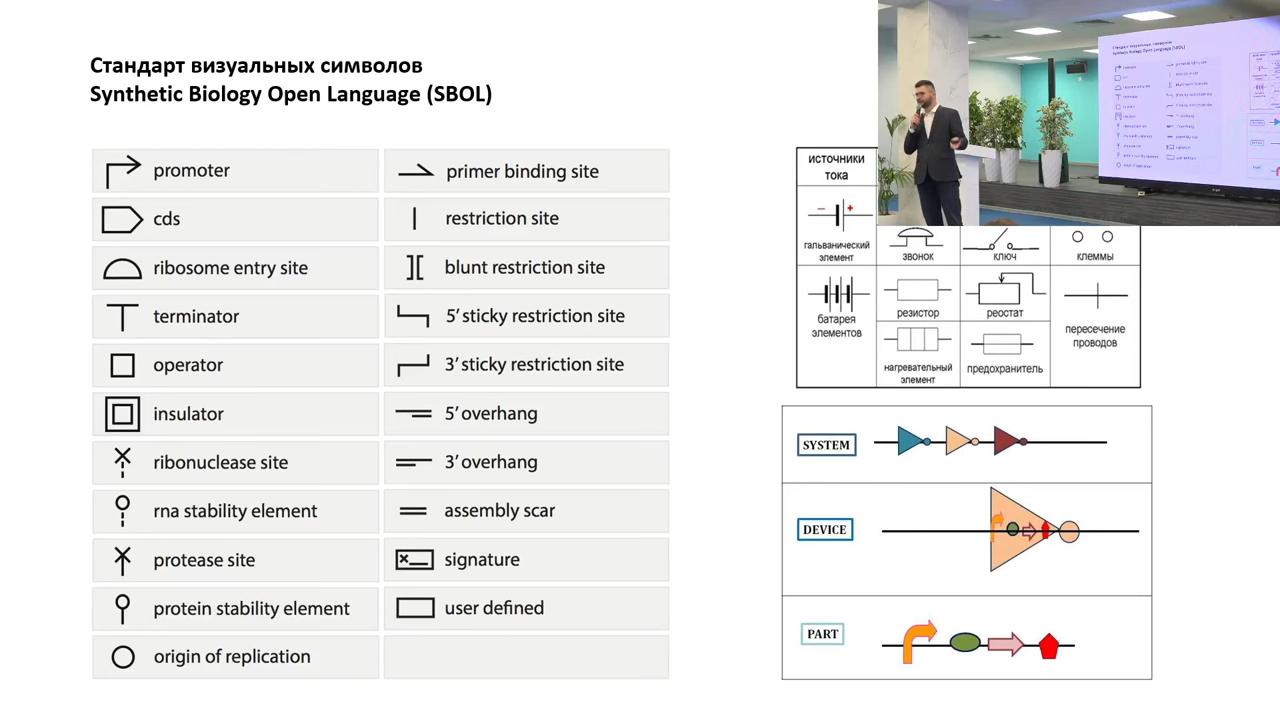 Стандарт визуальных символов
Synthetic Biology Open Language (SBOL)
promoter
cds
ribosome entry site
terminator
operator
insulator
ribonuclease site
rna stability element
protease site
protein stability element
origin of replication
primer binding site
restriction site
blunt restriction site
5' sticky restriction site
3' sticky restriction site
5' overhang
3' overhang
assembly scar
signature
user defined
источники
тока
гальванический
элемент
звонок
ключ
клеммы
батарея
элементов
резистор
реостат
пересечение
проводов
нагревательный
элемент
предохранитель
SYSTEM
DEVICE
PART